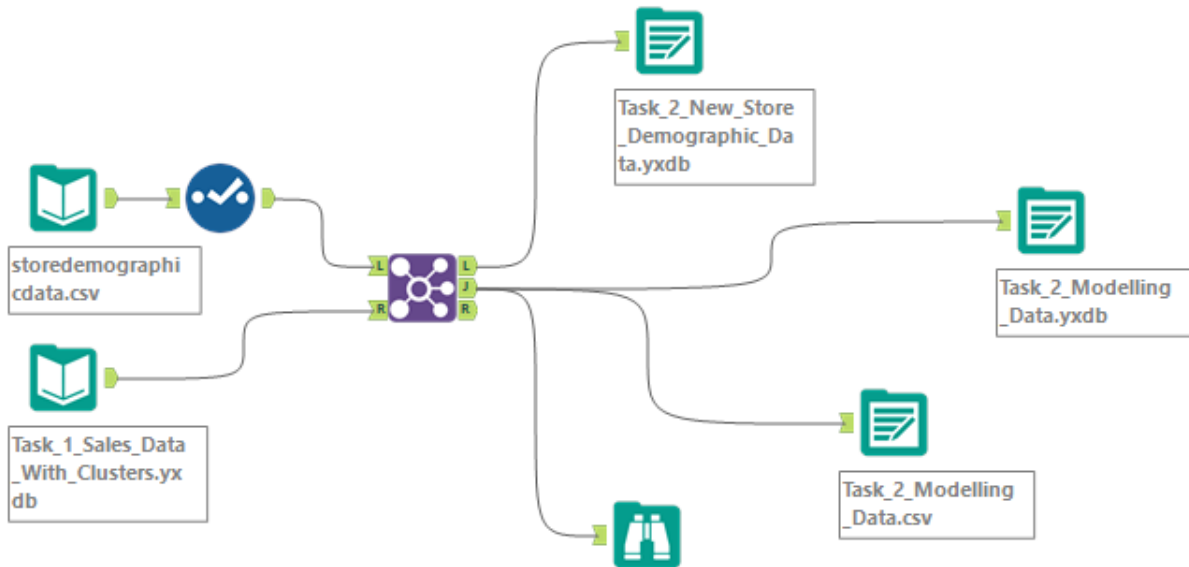 Task_2_New_Store
_Demographic_Da
ta.yxdb
storedemographi
cdata.csv
L
R
L
J
R
Task_2_Modelling
_Data.yxdb
Task_1_Sales_Data
_With_Clusters.yx
db
Task_2_Modelling
_Data.csv